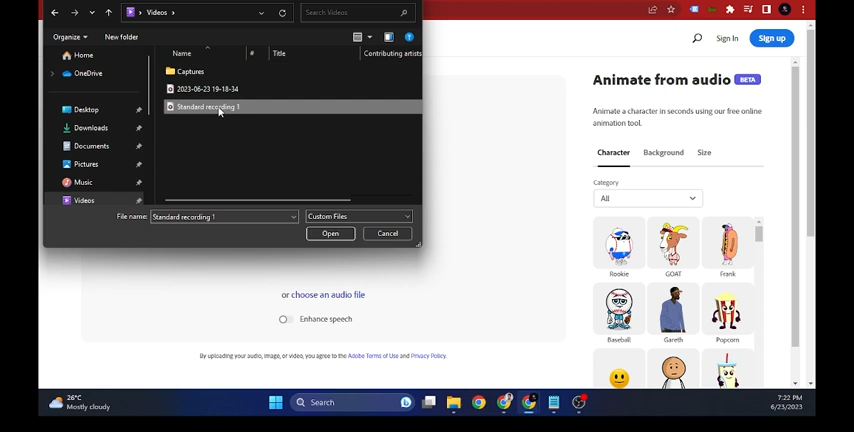 Videos
Search Videos
Organize
New folder
Name # Title Contributing artists
Home
OneDrive
Captures
2023-06-23 19-18-34
Standard recording 1
Desktop
Downloads
Documents
Pictures
Music
Videos
File name: Standard recording 1 Custom Files
Open Cancel
Sign In Sign up
Animate from audio BETA
Animate a character in seconds using our free online
animation tool.
Character Background Size
Category
All
Rookie GOAT Frank
Baseball Gareth Popcorn
or choose an audio file
Enhance speech
By uploading your audio, image, or video, you agree to the Adobe Terms of Use and Privacy Policy.
26°C
Mostly cloudy
Search
7:22 PM
6/23/2023